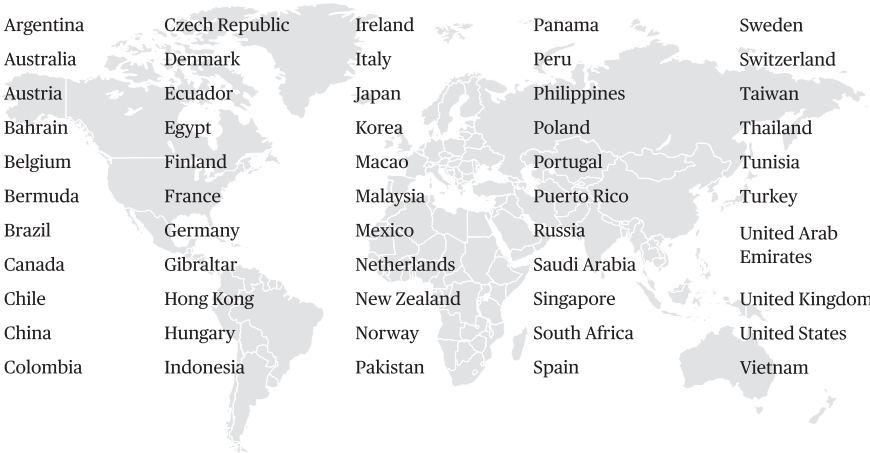 Argentina
Australia
Austria
Bahrain
Belgium
Bermuda
Brazil
Canada
Chile
China
Colombia
Czech Republic
Denmark
Ecuador
Egypt
Finland
France
Germany
Gibraltar
Hong Kong
Hungary
Indonesia
Ireland
Italy
Japan
Korea
Macao
Malaysia
Mexico
Netherlands
New Zealand
Norway
Pakistan
Panama
Peru
Philippines
Poland
Portugal
Puerto Rico
Russia
Saudi Arabia
Singapore
South Africa
Spain
Sweden
Switzerland
Taiwan
Thailand
Tunisia
Turkey
United Arab
Emirates
United Kingdom
United States
Vietnam